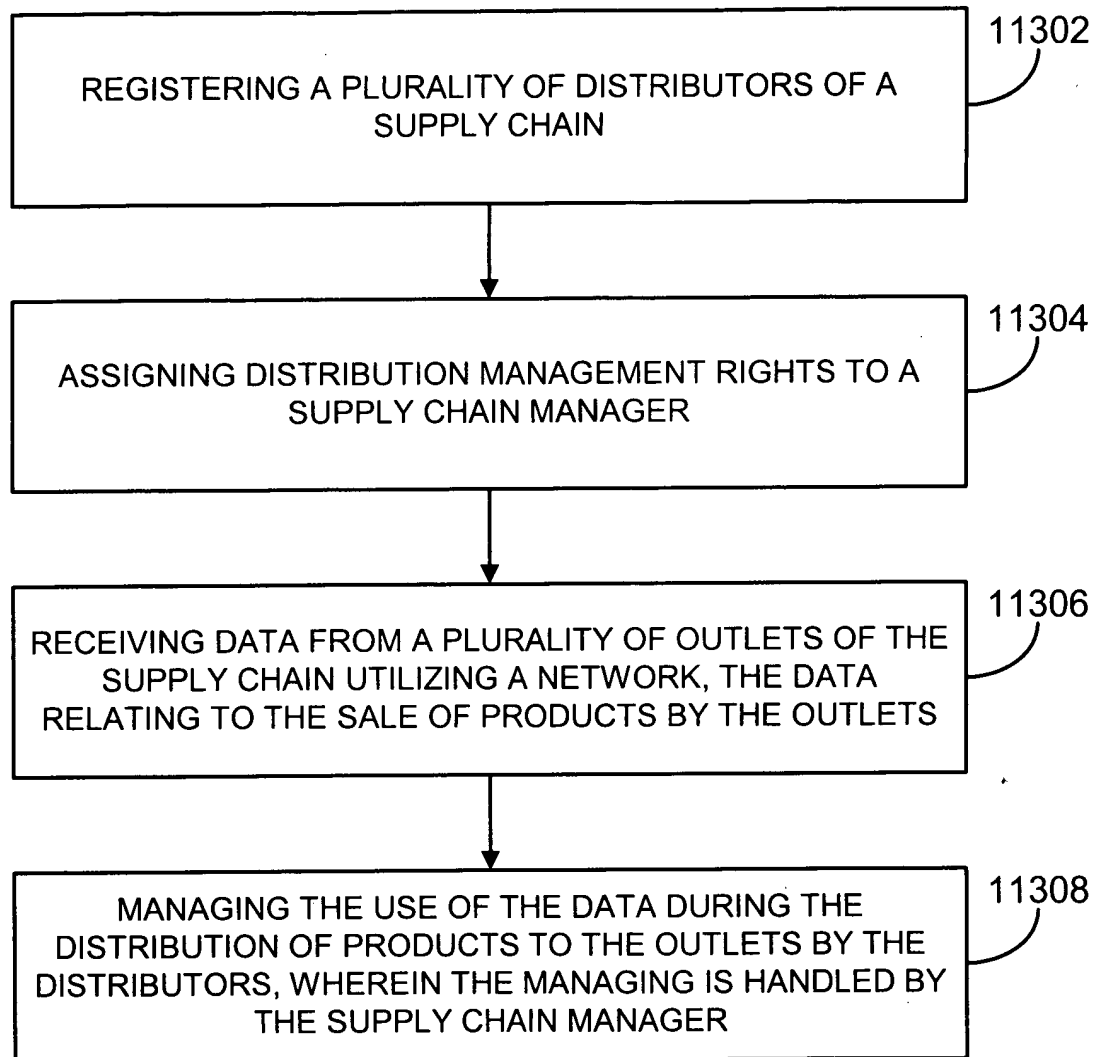 11302
REGISTERING A PLURALITY OF DISTRIBUTORS OF A
SUPPLY CHAIN
11304
ASSIGNING DISTRIBUTION MANAGEMENT RIGHTS TO A
SUPPLY CHAIN MANAGER
11306
RECEIVING DATA FROM A PLURALITY OF OUTLETS OF THE
SUPPLY CHAIN UTILIZING A NETWORK, THE DATA
RELATING TO THE SALE OF PRODUCTS BY THE OUTLETS
11308
MANAGING THE USE OF THE DATA DURING THE
DISTRIBUTION OF PRODUCTS TO THE OUTLETS BY THE
DISTRIBUTORS, WHEREIN THE MANAGING IS HANDLED BY
THE SUPPLY CHAIN MANAGER